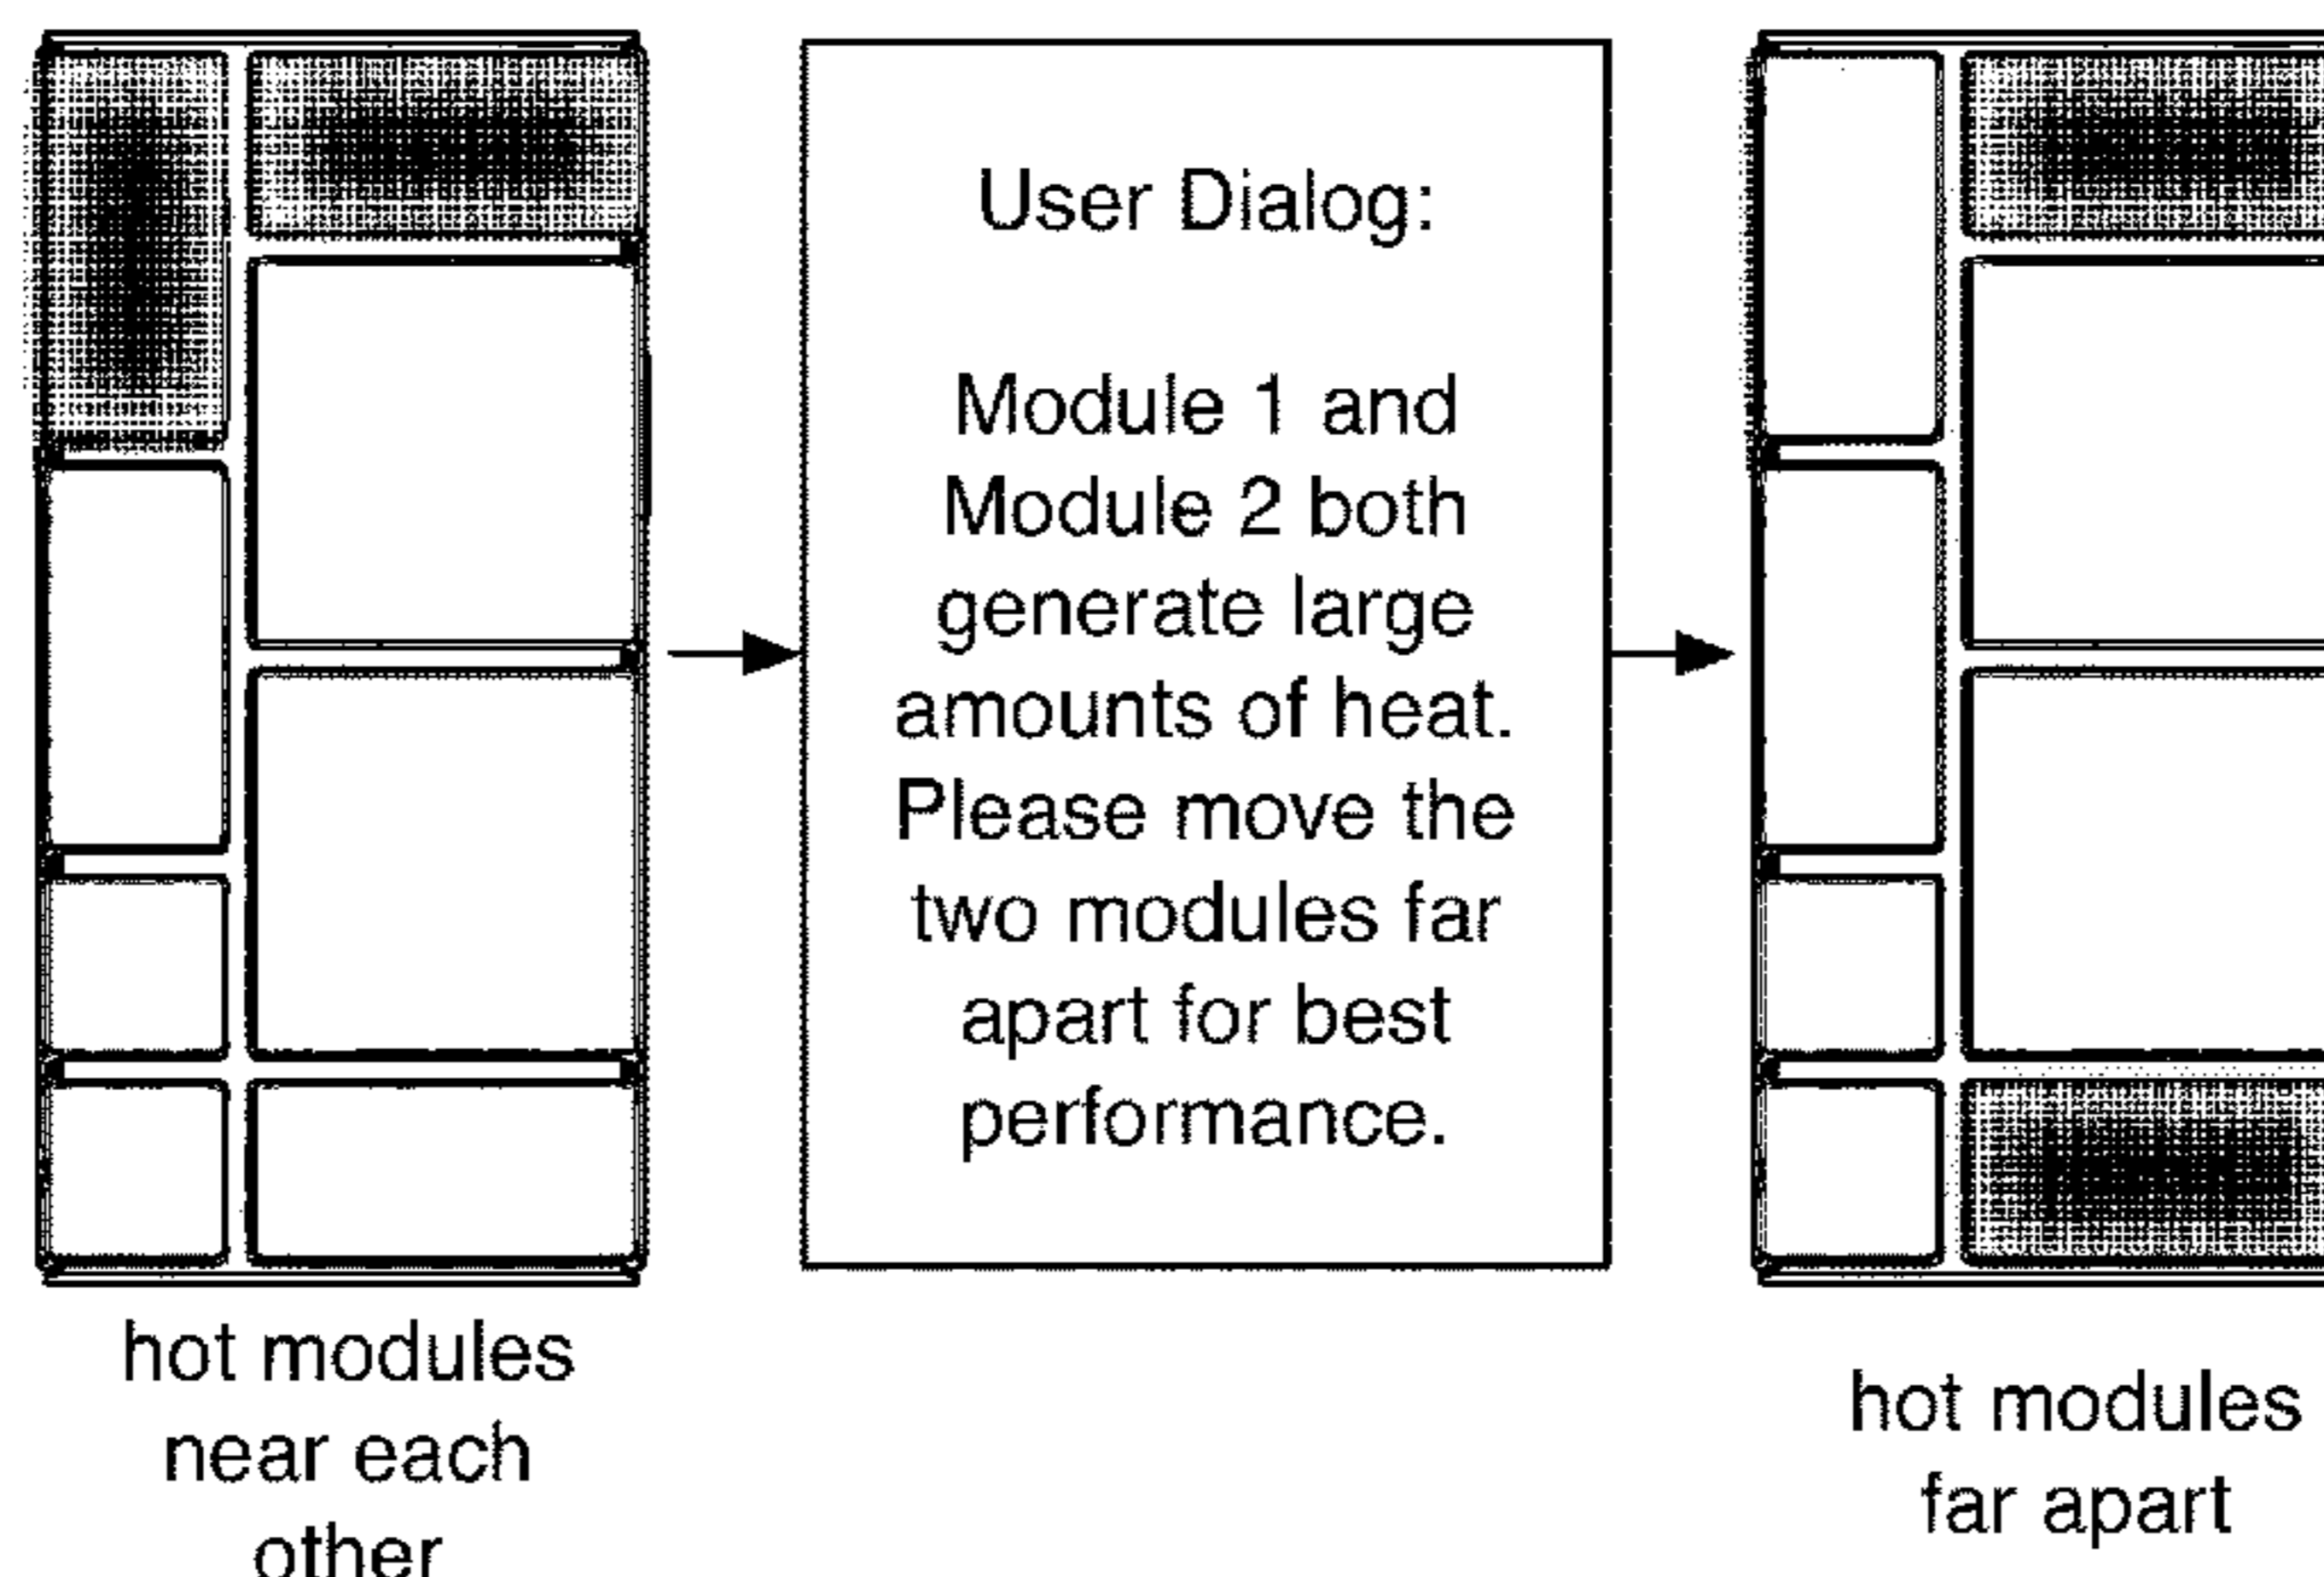 User Dialog:
Module 1 and
Module 2 both
generate large
amounts of heat.
Please move the
two modules far
apart for best
performance.
hot modules
near each
other
hot modules
far apart